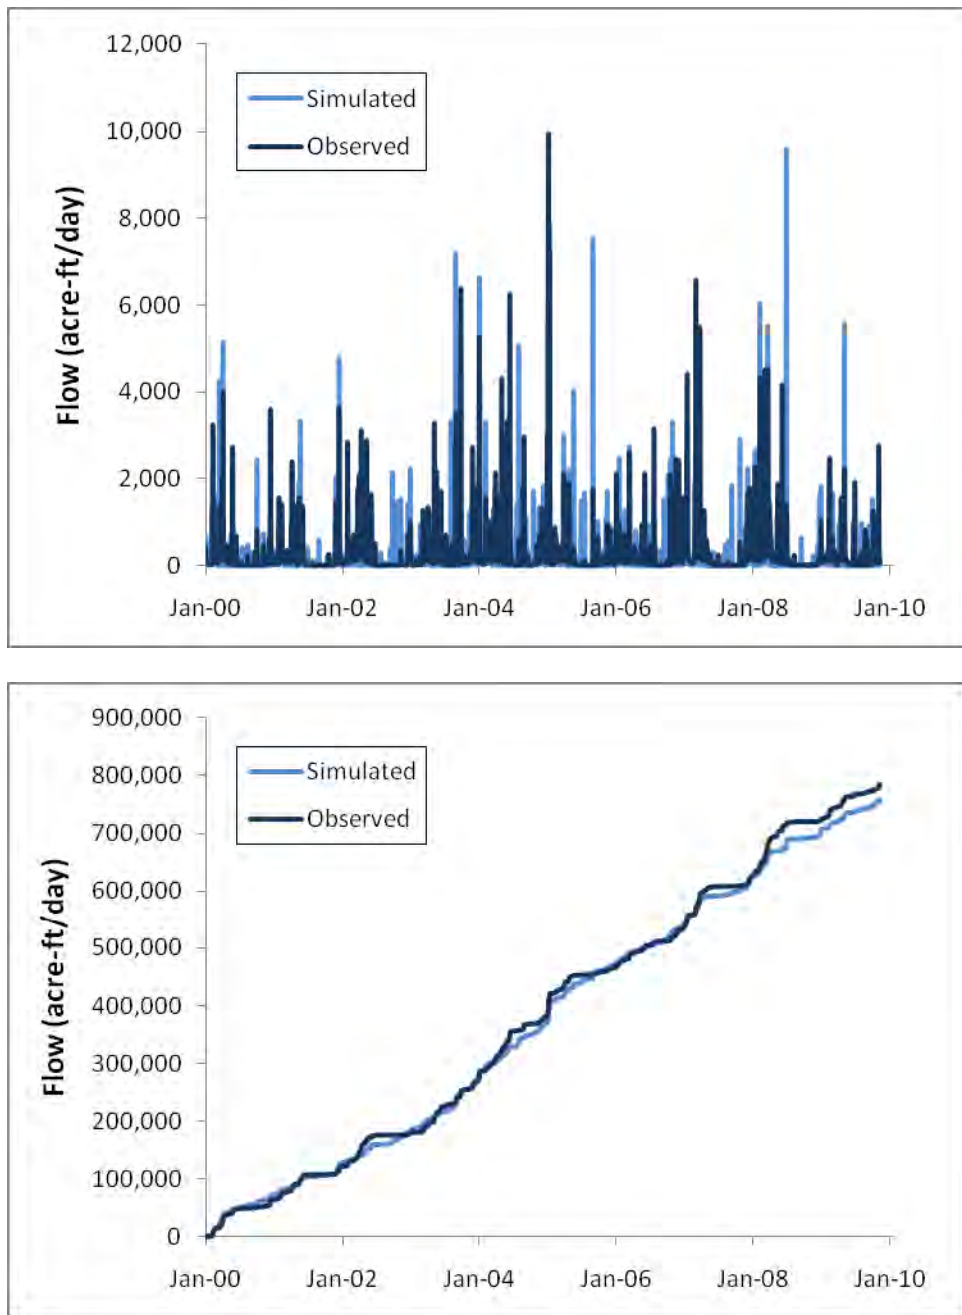 12,000
10,000
8,000
6,000
4,000
2,000
0
Flow (acre-ft/day)
Simulated
Observed
Jan-00 Jan-02 Jan-04 Jan-06 Jan-08 Jan-10
900,000
800,000
700,000
600,000
500,000
400,000
300,000
200,000
100,000
0
Flow (acre-ft/day)
Simulated
Observed
Jan-00 Jan-02 Jan-04 Jan-06 Jan-08 Jan-10